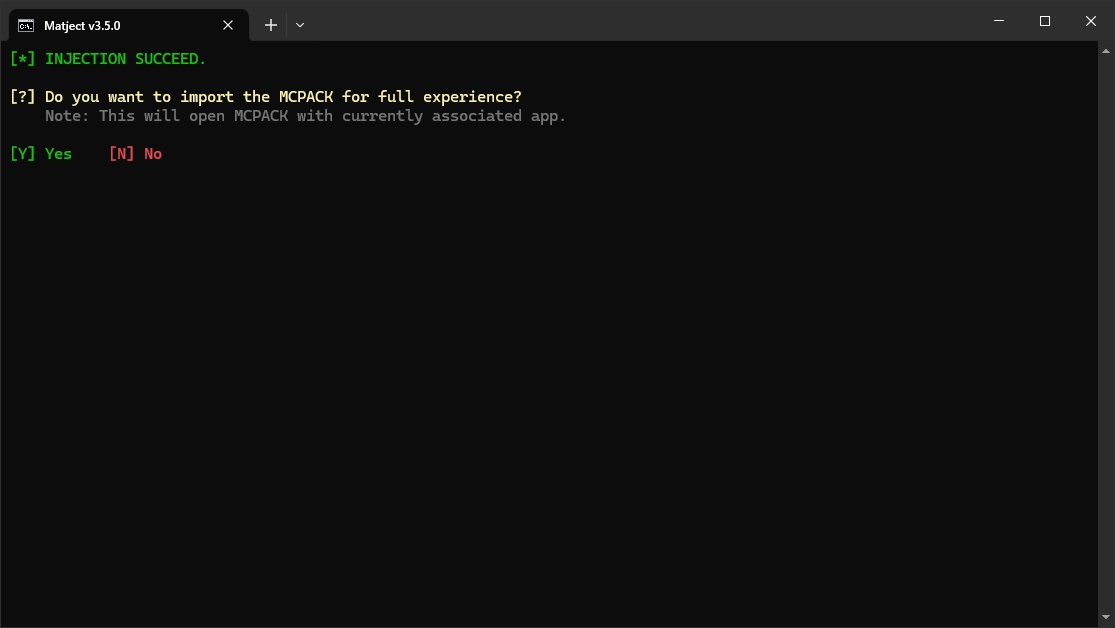 Matject v3.5.0
[*] INJECTION SUCCEED.
[?] Do you want to import the MCPACK for full experience?
Note: This will open MCPACK with currently associated app.
[Y] Yes    [N] No